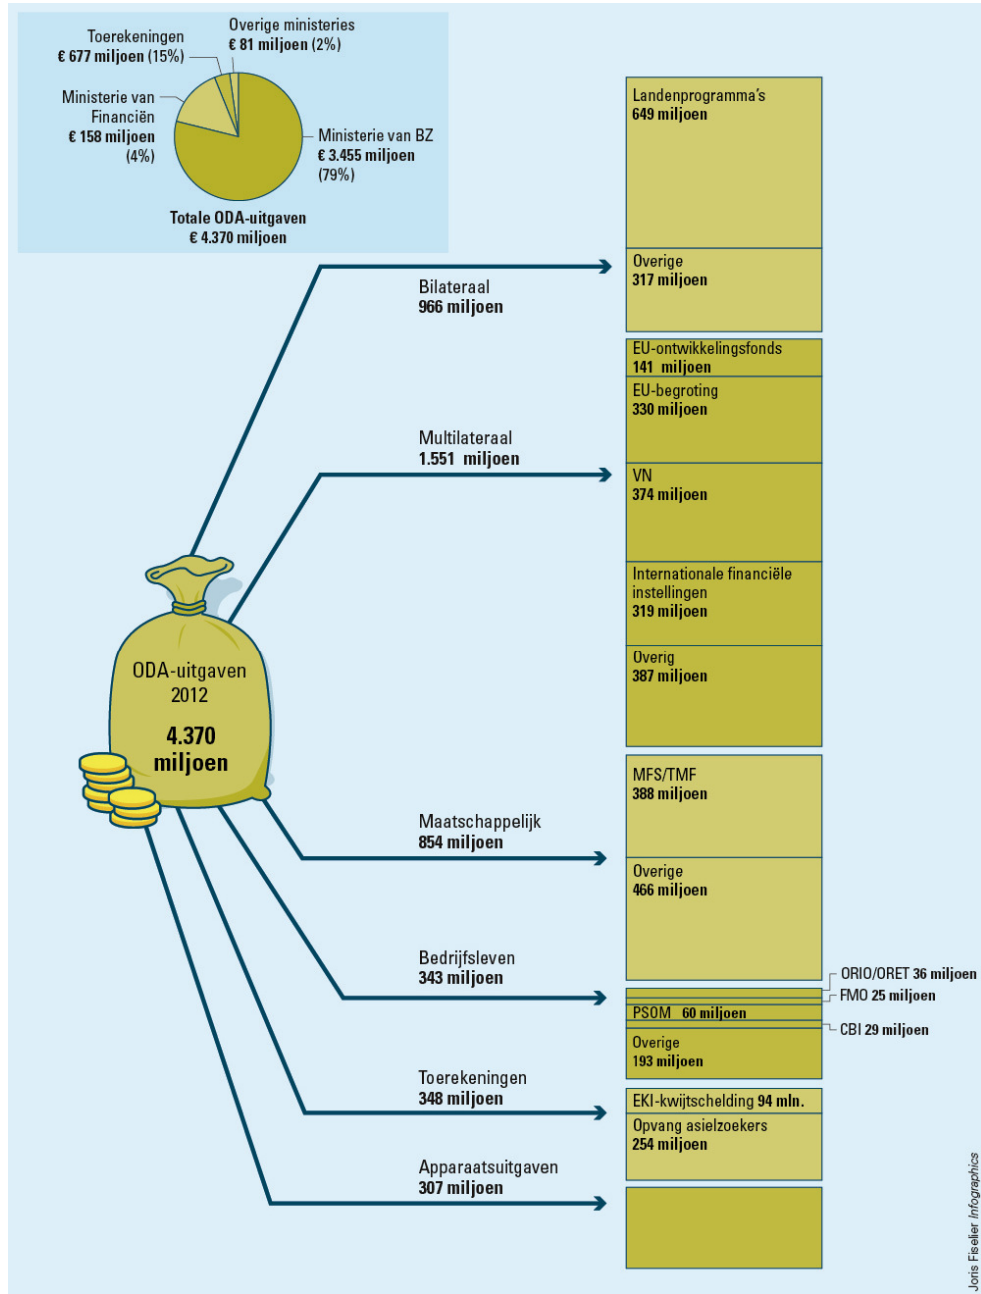 Overige ministeries
€ 81 miljoen (2%)
Toerekeningen
€ 677 miljoen (15%)
Ministerie van
Financiën
€ 158 miljoen
(4%)
Ministerie van BZ
€ 3.455 miljoen
(79%)
Totale ODA-uitgaven
€ 4.370 miljoen
Landenprogramma's
649 miljoen
Overige
317 miljoen
Bilateraal
966 miljoen
EU-ontwikkelingsfonds
141 miljoen
EU-begroting
330 miljoen
Multilateraal
1.551 miljoen
VN
374 miljoen
Internationale financiële
instellingen
319 miljoen
Overig
387 miljoen
ODA-uitgaven
2012
4.370
miljoen
MFS/TMF
388 miljoen
Maatschappelijk
854 miljoen
Overige
466 miljoen
Bedrijfsleven
343 miljoen
ORIO/ORET 36 miljoen
FMO 25 miljoen
PSOM 60 miljoen
CBI 29 miljoen
Overige
193 miljoen
Toerekeningen
348 miljoen
EKI-kwijtschelding 94 mln.
Opvang asielzoekers
254 miljoen
Apparaatsuitgaven
307 miljoen
Joris Fiselier Infographics